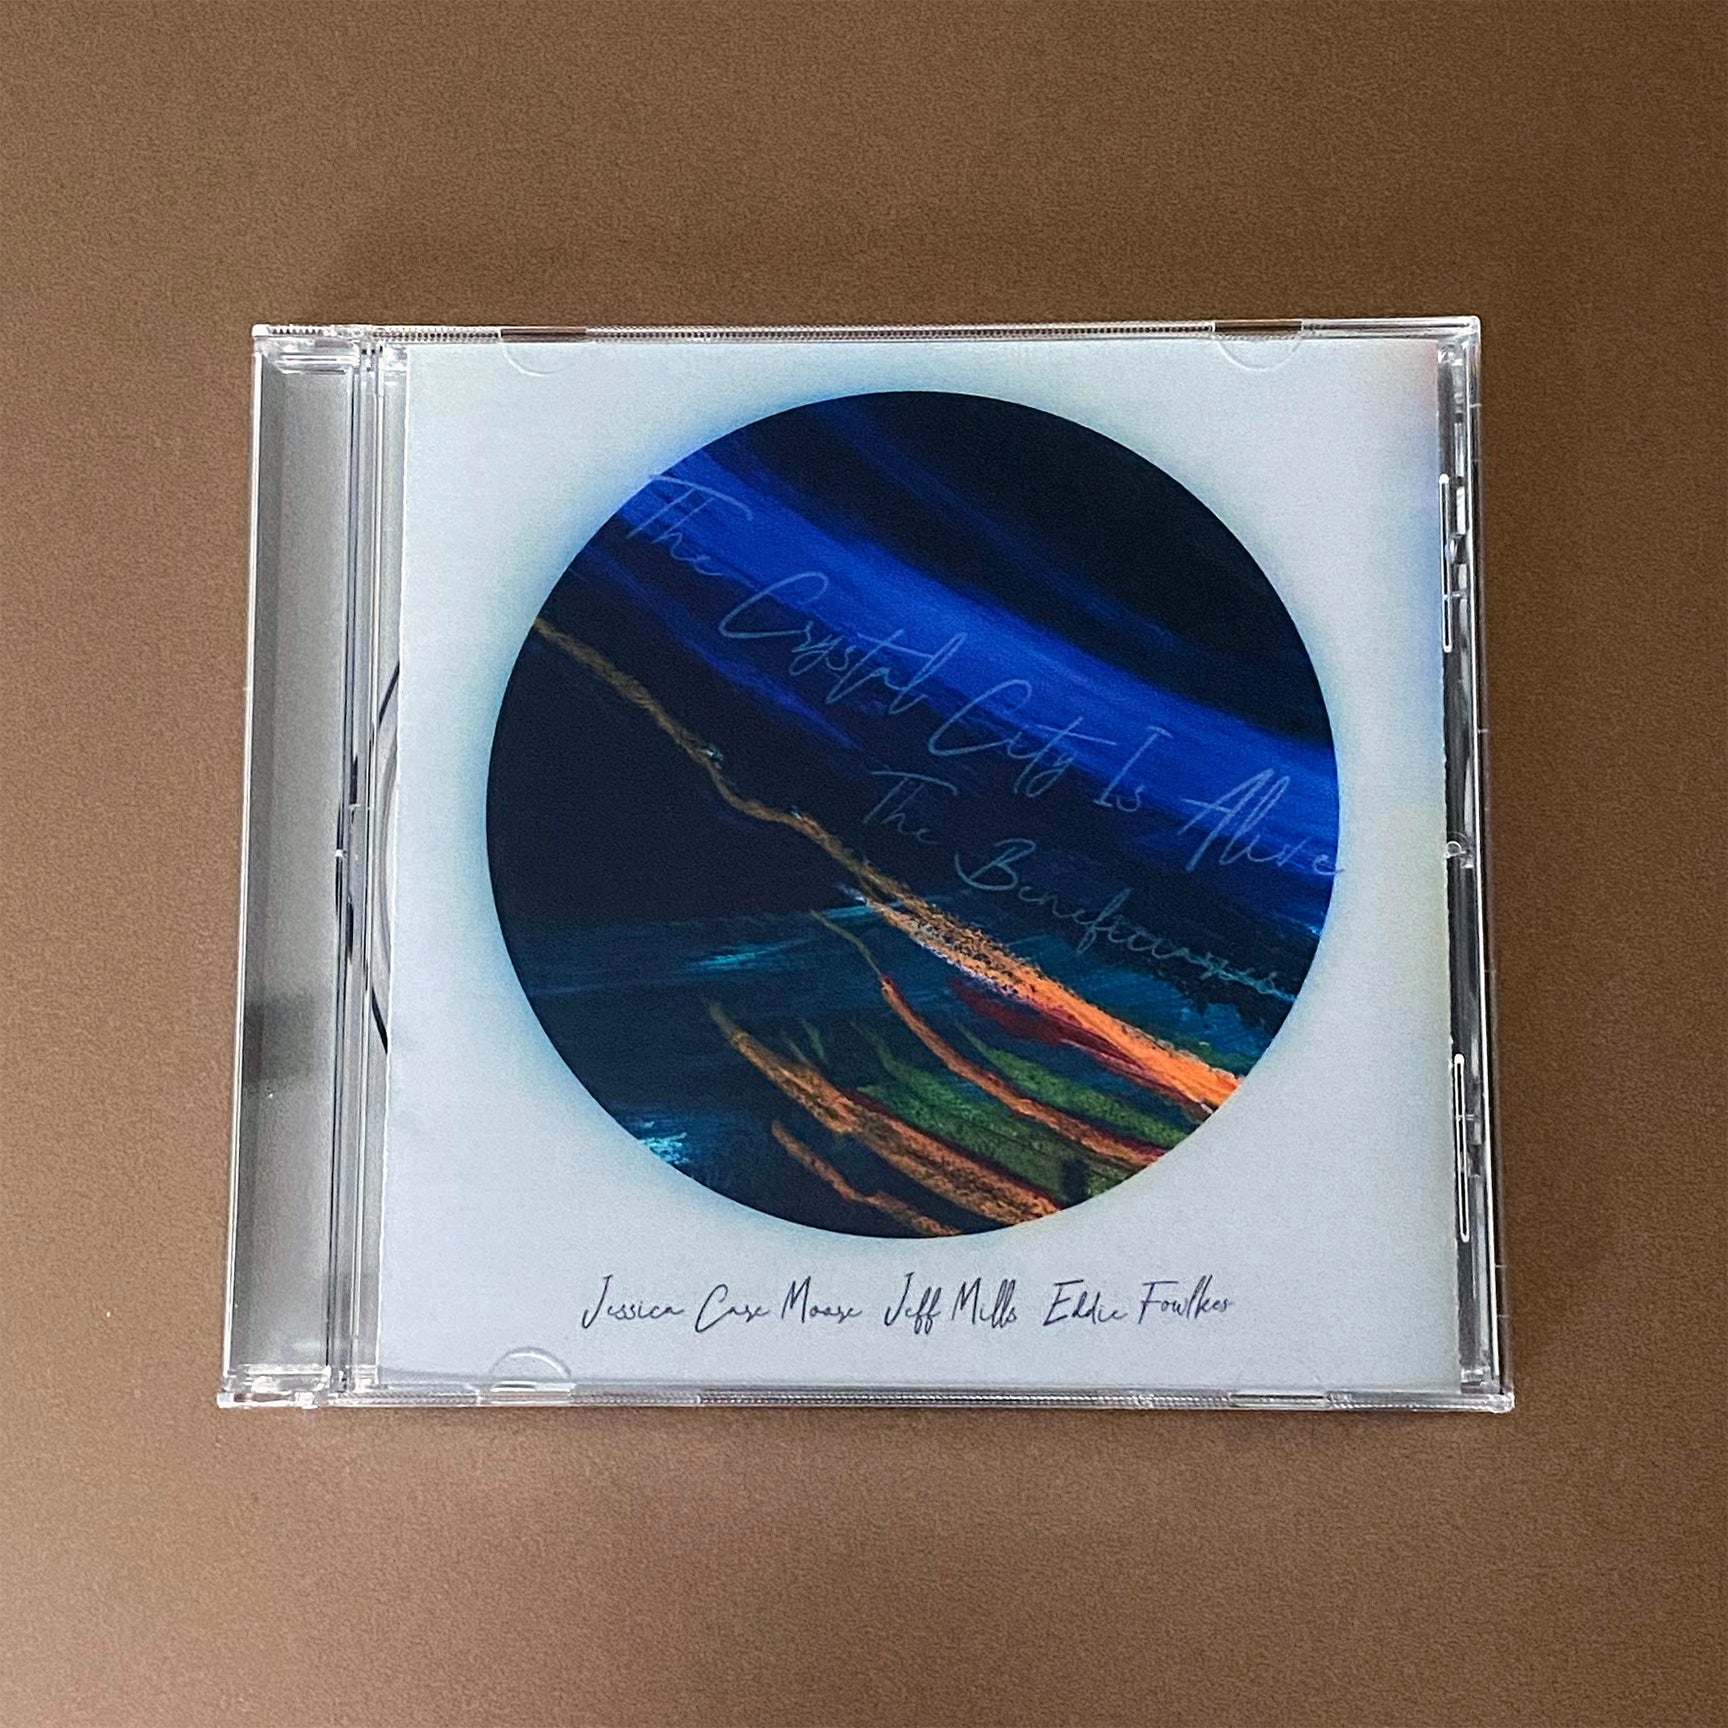 The Crystal City Is Alive
The Beneficiaries
Jessica Care Moore Jeff Mills Eddie Fowlkes